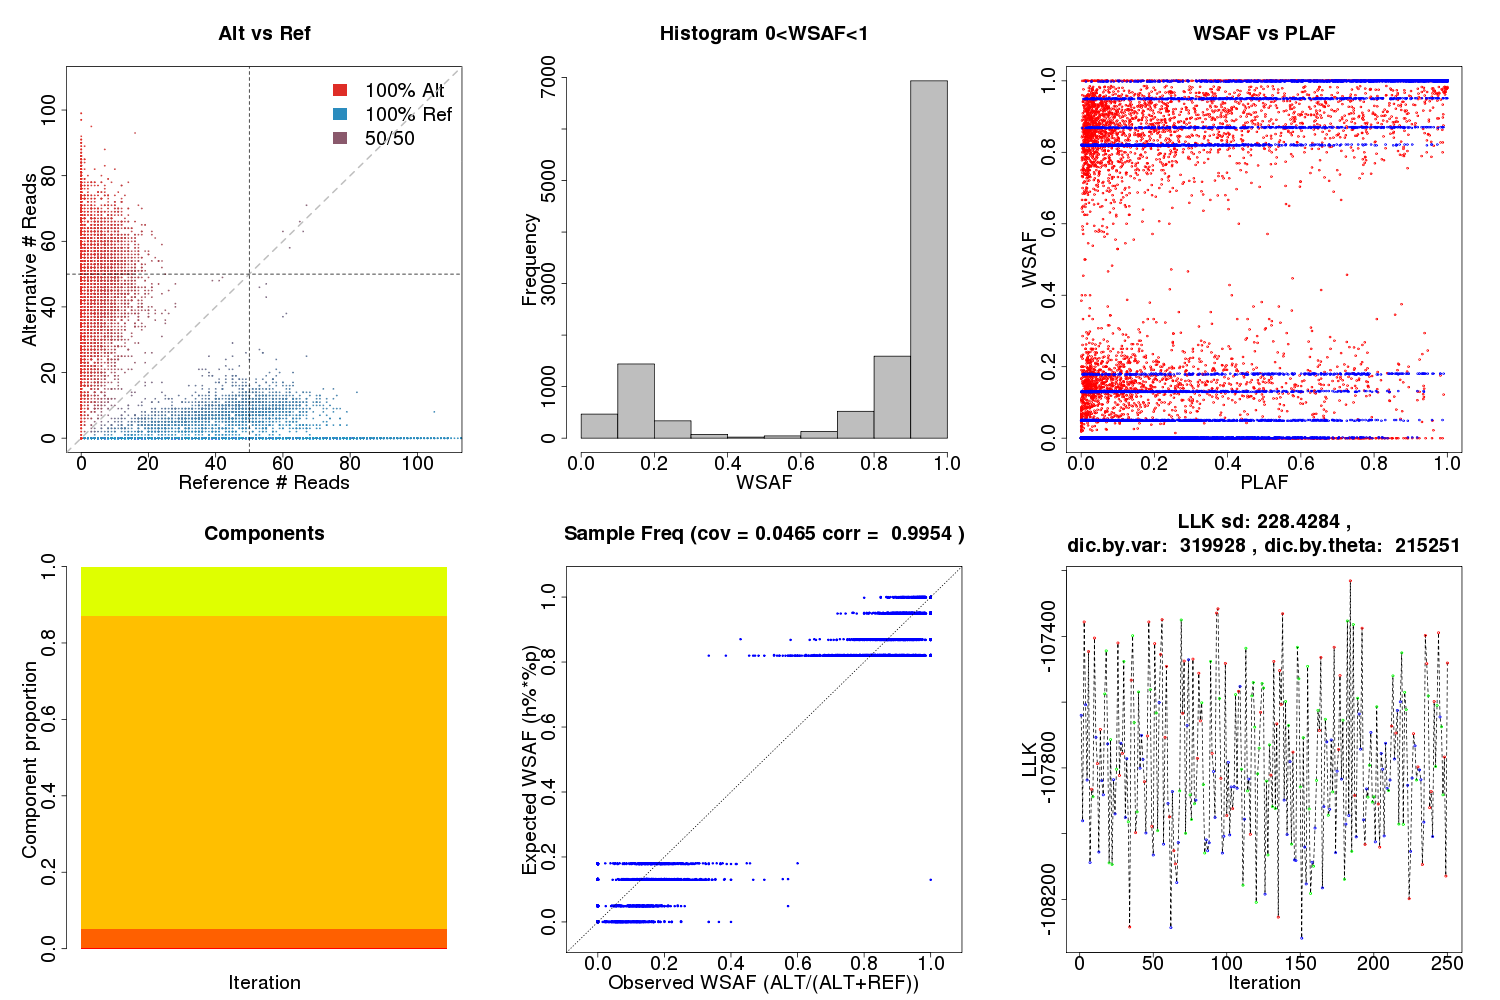 Alt vs Ref
100% Alt
100% Ref
50/50
Alternative # Reads
0 20 40 60 80 100
0 20 40 60 80 100
Reference # Reads
Histogram 0<WSAF<1
Frequency
0 1000 3000 5000 7000
0.0 0.2 0.4 0.6 0.8 1.0
WSAF
WSAF vs PLAF
WSAF
0.0 0.2 0.4 0.6 0.8 1.0
0.0 0.2 0.4 0.6 0.8 1.0
PLAF
Components
Component proportion
0.0 0.2 0.4 0.6 0.8 1.0
Iteration
Sample Freq (cov = 0.0465 corr =  0.9954 )
Expected WSAF (h%*%p)
0.0 0.2 0.4 0.6 0.8 1.0
0.0 0.2 0.4 0.6 0.8 1.0
Observed WSAF (ALT/(ALT+REF))
LLK sd: 228.4284 ,
dic.by.var:  319928 , dic.by.theta:  215251
LLK
-108200 -107800 -107400
0 50 100 150 200 250
Iteration